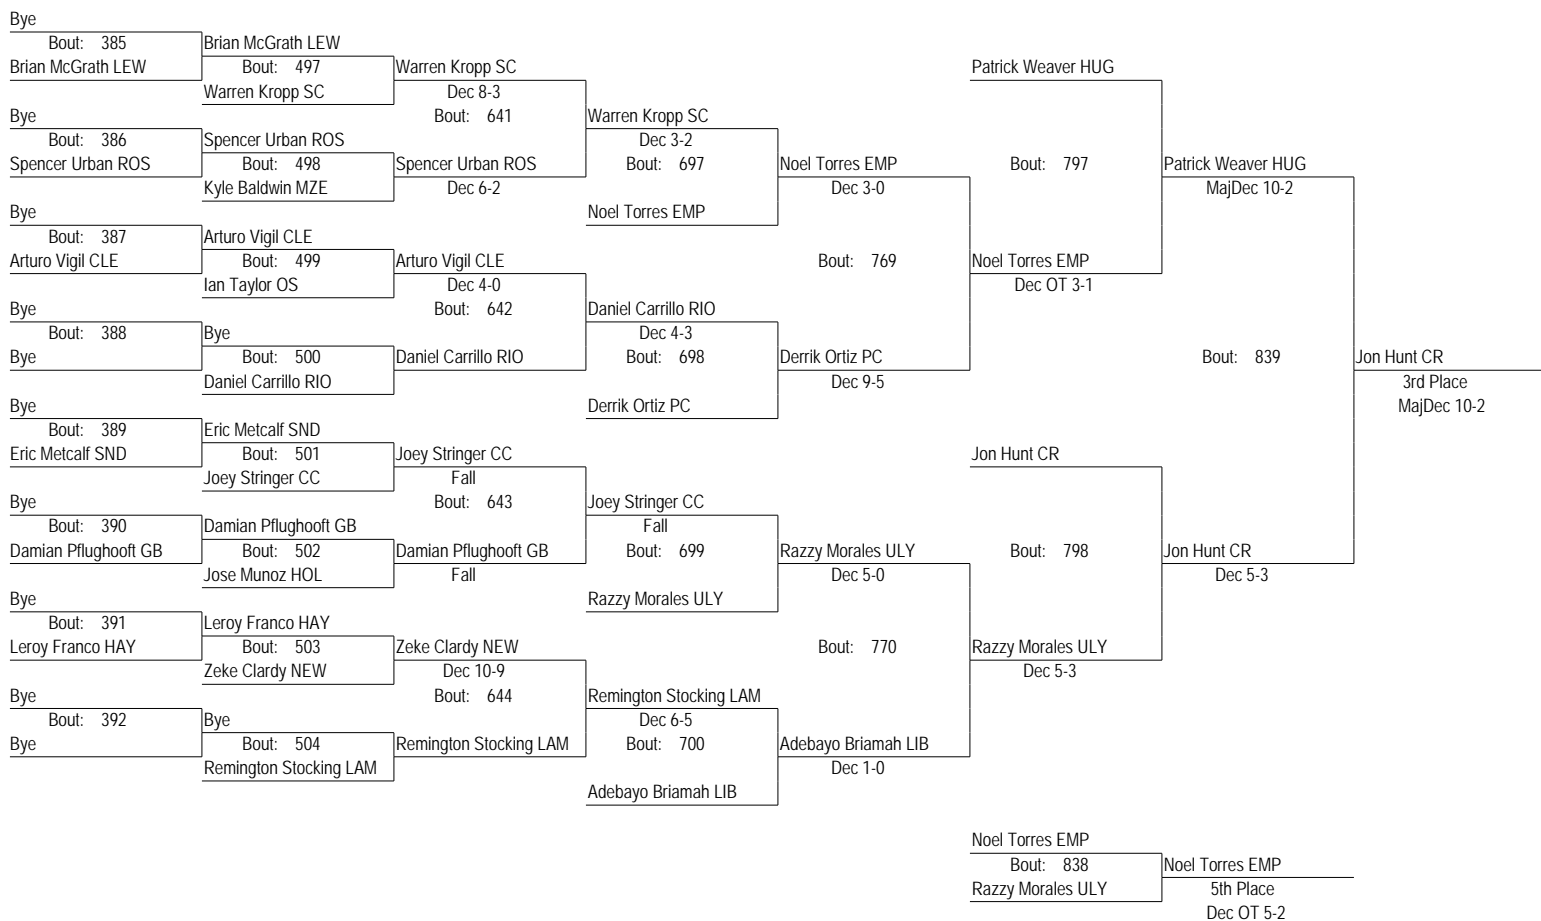 Bye
Bout: 385
Brian McGrath LEW
Bye
Bout: 386
Spencer Urban ROS
Bye
Bout: 387
Arturo Vigil CLE
Bye
Bout: 388
Bye
Bye
Bout: 389
Eric Metcalf SND
Bye
Bout: 390
Damian Pflughooft GB
Bye
Bout: 391
Leroy Franco HAY
Bye
Bout: 392
Bye
Brian McGrath LEW
Bout: 497
Warren Kropp SC
Spencer Urban ROS
Bout: 498
Kyle Baldwin MZE
Arturo Vigil CLE
Bout: 499
Ian Taylor OS
Bye
Bout: 500
Daniel Carrillo RIO
Eric Metcalf SND
Bout: 501
Joey Stringer CC
Damian Pflughooft GB
Bout: 502
Jose Munoz HOL
Leroy Franco HAY
Bout: 503
Zeke Clardy NEW
Bye
Bout: 504
Remington Stocking LAM
Warren Kropp SC
Dec 8-3
Bout: 641
Spencer Urban ROS
Dec 6-2
Arturo Vigil CLE
Dec 4-0
Bout: 642
Daniel Carrillo RIO
Joey Stringer CC
Fall
Bout: 643
Damian Pflughooft GB
Fall
Zeke Clardy NEW
Dec 10-9
Bout: 644
Remington Stocking LAM
Warren Kropp SC
Dec 3-2
Bout: 697
Noel Torres EMP
Daniel Carrillo RIO
Dec 4-3
Bout: 698
Derrik Ortiz PC
Joey Stringer CC
Fall
Bout: 699
Razzy Morales ULY
Remington Stocking LAM
Dec 6-5
Bout: 700
Adebayo Briamah LIB
Noel Torres EMP
Dec 3-0
Bout: 769
Derrik Ortiz PC
Dec 9-5
Razzy Morales ULY
Dec 5-0
Bout: 770
Adebayo Briamah LIB
Dec 1-0
Patrick Weaver HUG
Bout: 797
Noel Torres EMP
Dec OT 3-1
Jon Hunt CR
Bout: 798
Razzy Morales ULY
Dec 5-3
Patrick Weaver HUG
MajDec 10-2
Bout: 839
Jon Hunt CR
Dec 5-3
Jon Hunt CR
3rd Place
MajDec 10-2
Noel Torres EMP
Bout: 838
Razzy Morales ULY
Noel Torres EMP
5th Place
Dec OT 5-2